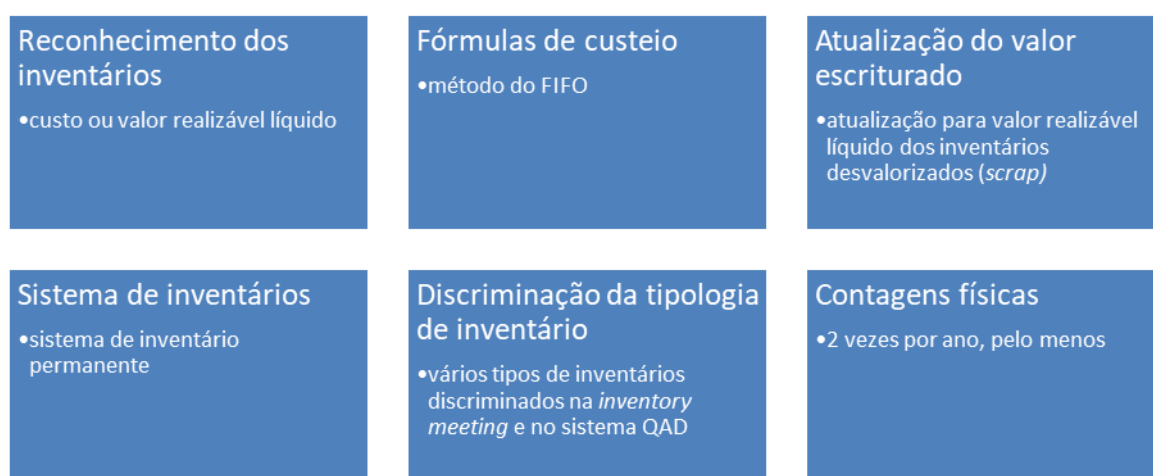 Reconhecimento dos
inventários
•custo ou valor realizável líquido
Fórmulas de custeio
•método do FIFO
Atualização do valor
escriturado
•atualização para valor realizável
líquido dos inventários
desvalorizados (scrap)
Sistema de inventários
•sistema de inventário
permanente
Discriminação da tipologia
de inventário
•vários tipos de inventários
discriminados na inventory
meeting e no sistema QAD
Contagens físicas
•2 vezes por ano, pelo menos